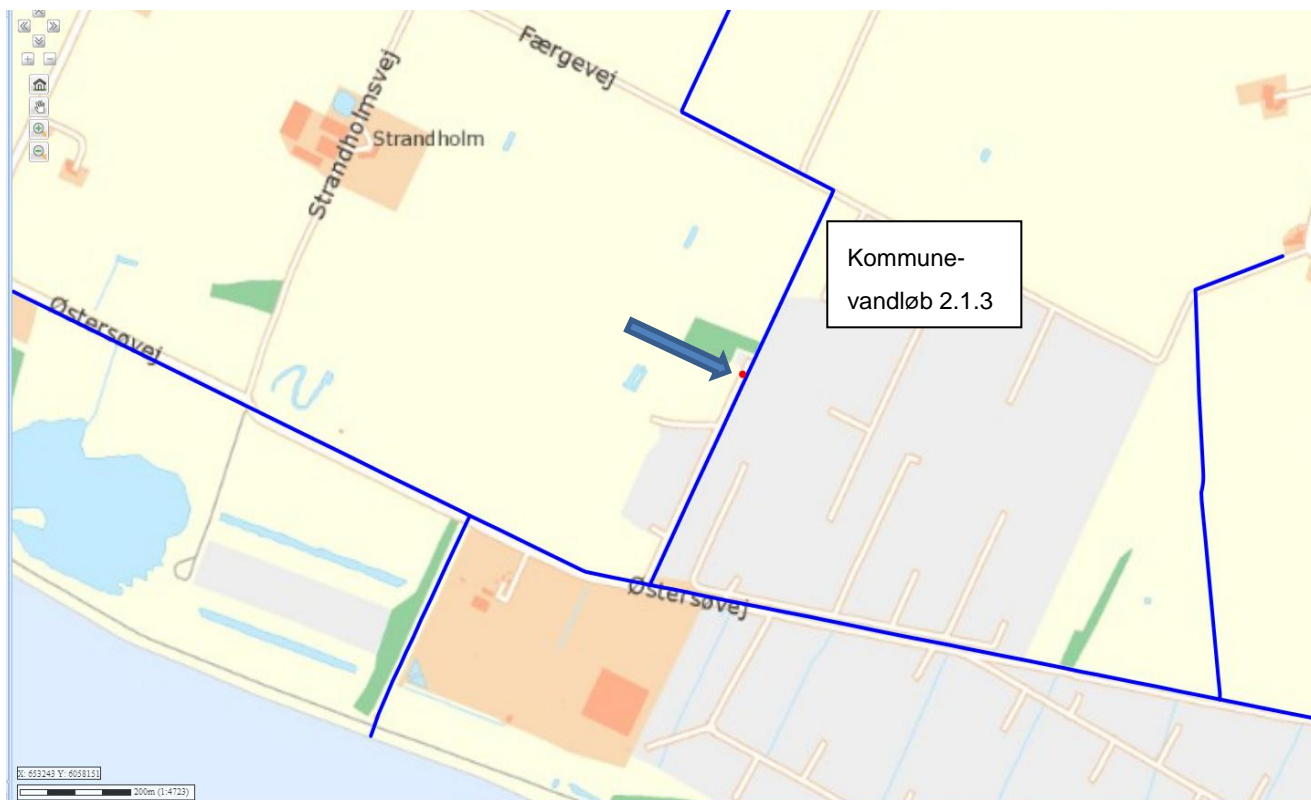 Færgevej
Strandholmsvej
Strandholm
Kommune-
vandløb 2.1.3
Østersøvej
Østersøvej
X: 653243 Y: 6058151
200m (1:4723)